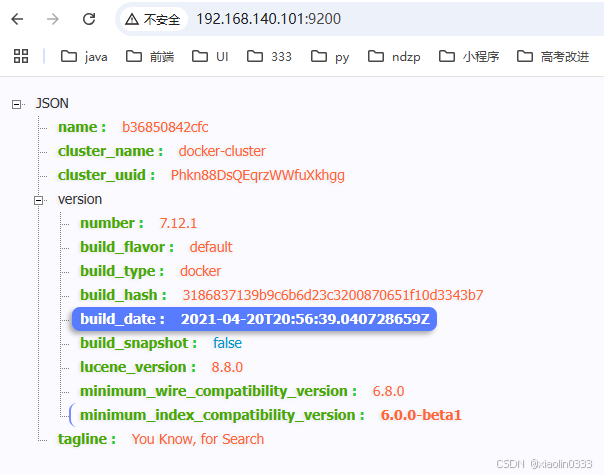 不安全 192.168.140.101:9200
java 前端 UI 333 py ndzp 小程序 高考改进
JSON
name : b36850842cfc
cluster_name : docker-cluster
cluster_uuid : Phkn88DsQEqrzWWfuXkhgg
version
number : 7.12.1
build_flavor : default
build_type : docker
build_hash : 3186837139b9c6b6d23c3200870651f10d3343b7
build_date : 2021-04-20T20:56:39.040728659Z
build_snapshot : false
lucene_version : 8.8.0
minimum_wire_compatibility_version : 6.8.0
minimum_index_compatibility_version : 6.0.0-beta1
tagline : You Know, for Search
CSDN @xiaolin0333